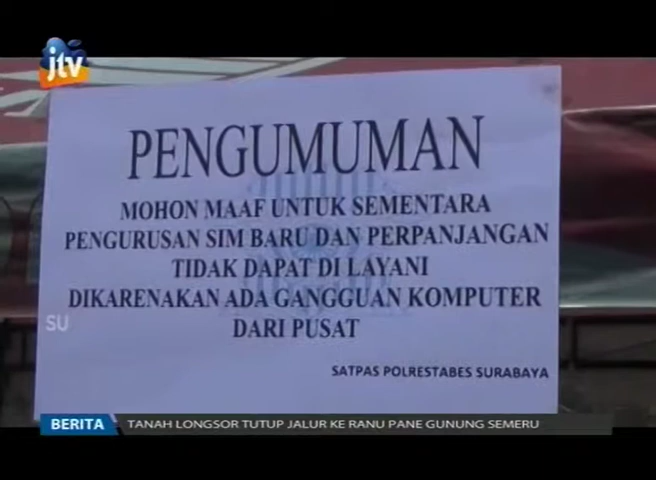 jtv
PENGUMUMAN
MOHON MAAF UNTUK SEMENTARA
PENGURUSAN SIM BARU DAN PERPANJANGAN
TIDAK DAPAT DI LAYANI
DIKARENAKAN ADA GANGGUAN KOMPUTER
DARI PUSAT
SU
SATPAS POLRESTABES SURABAYA
BERITA TANAH LONGSOR TUTUP JALUR KE RANU PANE GUNUNG SEMERU